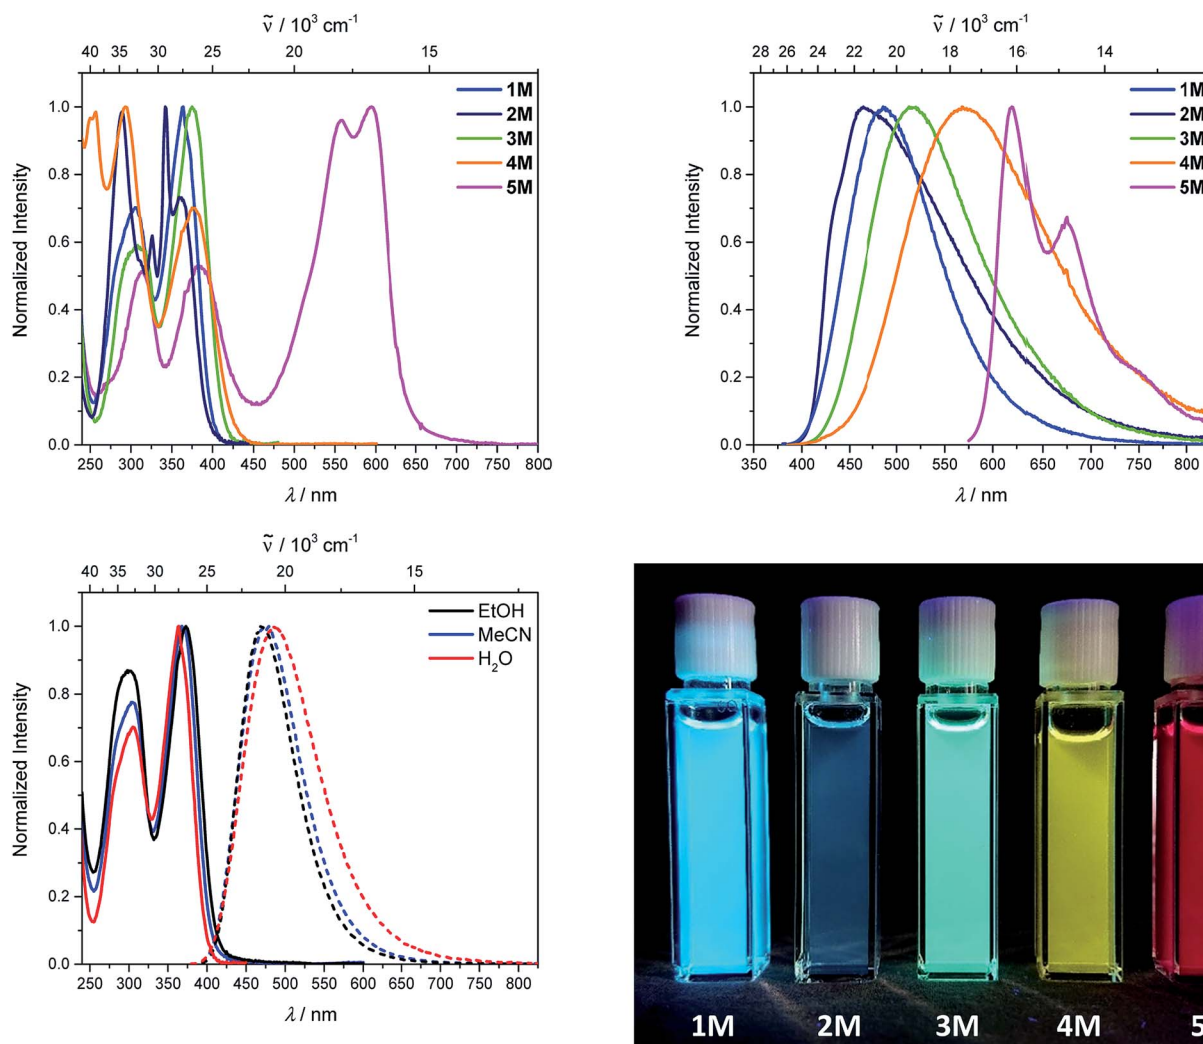 ṽ / 10³ cm⁻¹
40 35 30 25 20 15
Normalized Intensity
1.0
0.8
0.6
0.4
0.2
0.0
1M
2M
3M
4M
5M
250 300 350 400 450 500 550 600 650 700 750 800
λ / nm
ṽ / 10³ cm⁻¹
28 26 24 22 20 18 16 14
Normalized Intensity
1.0
0.8
0.6
0.4
0.2
0.0
1M
2M
3M
4M
5M
350 400 450 500 550 600 650 700 750 800
λ / nm
ṽ / 10³ cm⁻¹
40 35 30 25 20 15
Normalized Intensity
1.0
0.8
0.6
0.4
0.2
0.0
EtOH
MeCN
H₂O
250 300 350 400 450 500 550 600 650 700 750 800
λ / nm
1M 2M 3M 4M 5